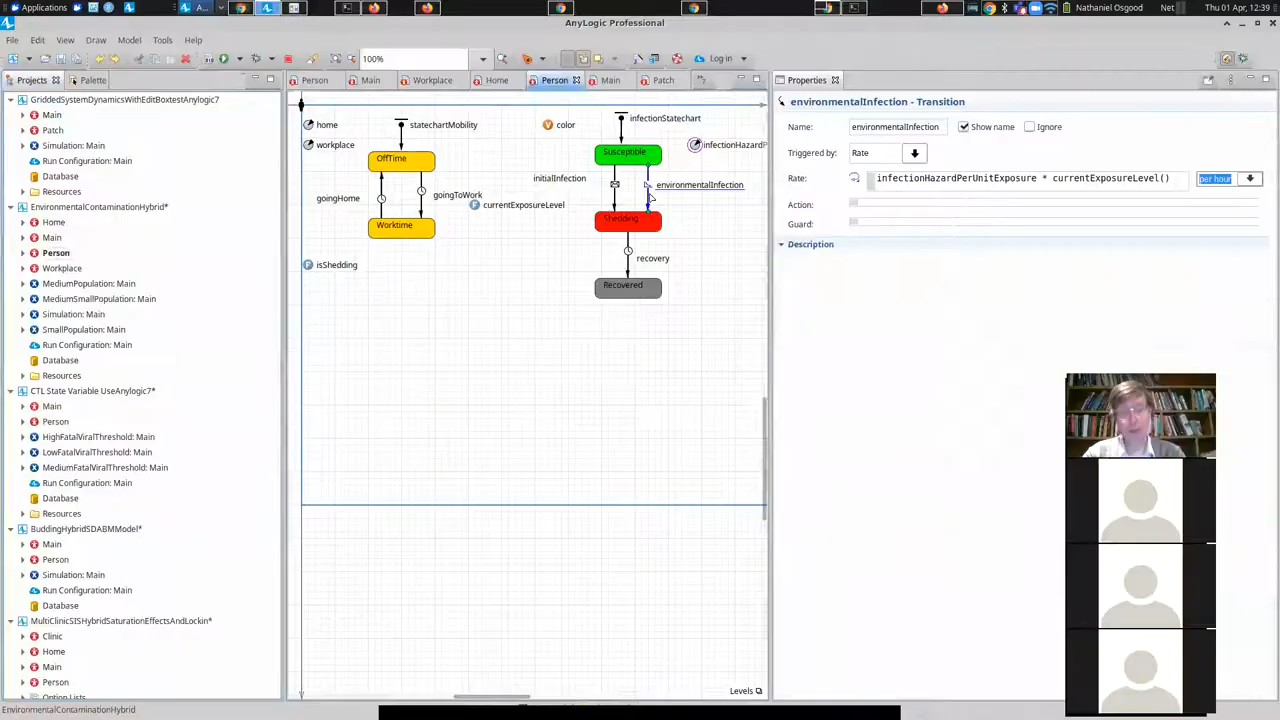 Applications
Places
A...
Nathaniel Osgood
Thu 01 Apr, 12:39
AnyLogic Professional
File Edit View Draw Model Tools Help
100%
Log in
Projects
Palette
Person
Main
Workplace
Home
Person
Main
Patch
Properties
GriddedSystemDynamicsWithEditBoxtestAnylogic7
Main
Patch
Simulation: Main
Run Configuration: Main
Database
Resources
EnvironmentalContaminationHybrid*
Home
Main
Person
Workplace
MediumPopulation: Main
MediumSmallPopulation: Main
Simulation: Main
SmallPopulation: Main
Run Configuration: Main
Database
Resources
CTL State Variable UseAnylogic7*
Main
Person
HighFatalViralThreshold: Main
LowFatalViralThreshold: Main
MediumFatalViralThreshold: Main
Run Configuration: Main
Database
Resources
BuddingHybridSDABMModel*
Main
Person
Simulation: Main
Run Configuration: Main
Database
MultiClinicSISHybridSaturationEffectsAndLockin*
Clinic
Home
Main
Person
Option Lists
EnvironmentalContaminationHybrid
home
workplace
statechartMobility
OffTime
goingHome
goingToWork
Worktime
currentExposureLevel
isShedding
color
infectionStatechart
Susceptible
infectionHazardP
initialInfection
environmentalInfection
Shedding
recovery
Recovered
Levels
environmentalInfection - Transition
Name: environmentalInfection Show name Ignore
Triggered by: Rate
Rate: infectionHazardPerUnitExposure * currentExposureLevel() per hour
Action:
Guard:
Description